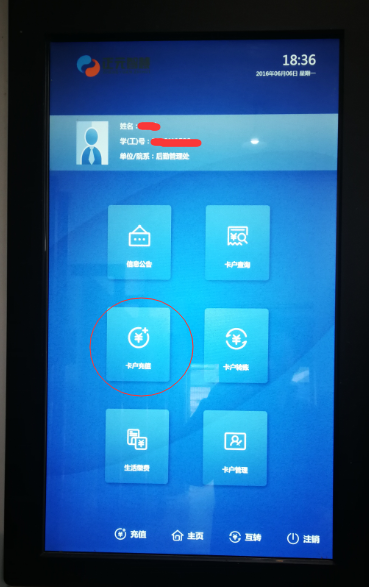 18:36
2016年06月06日 星期一
姓名:
学(工)号:
单位/院系: 后勤管理处
信息公告
卡户查询
卡户充值
卡户转账
生活缴费
卡户管理
充值
主页
互转
注销